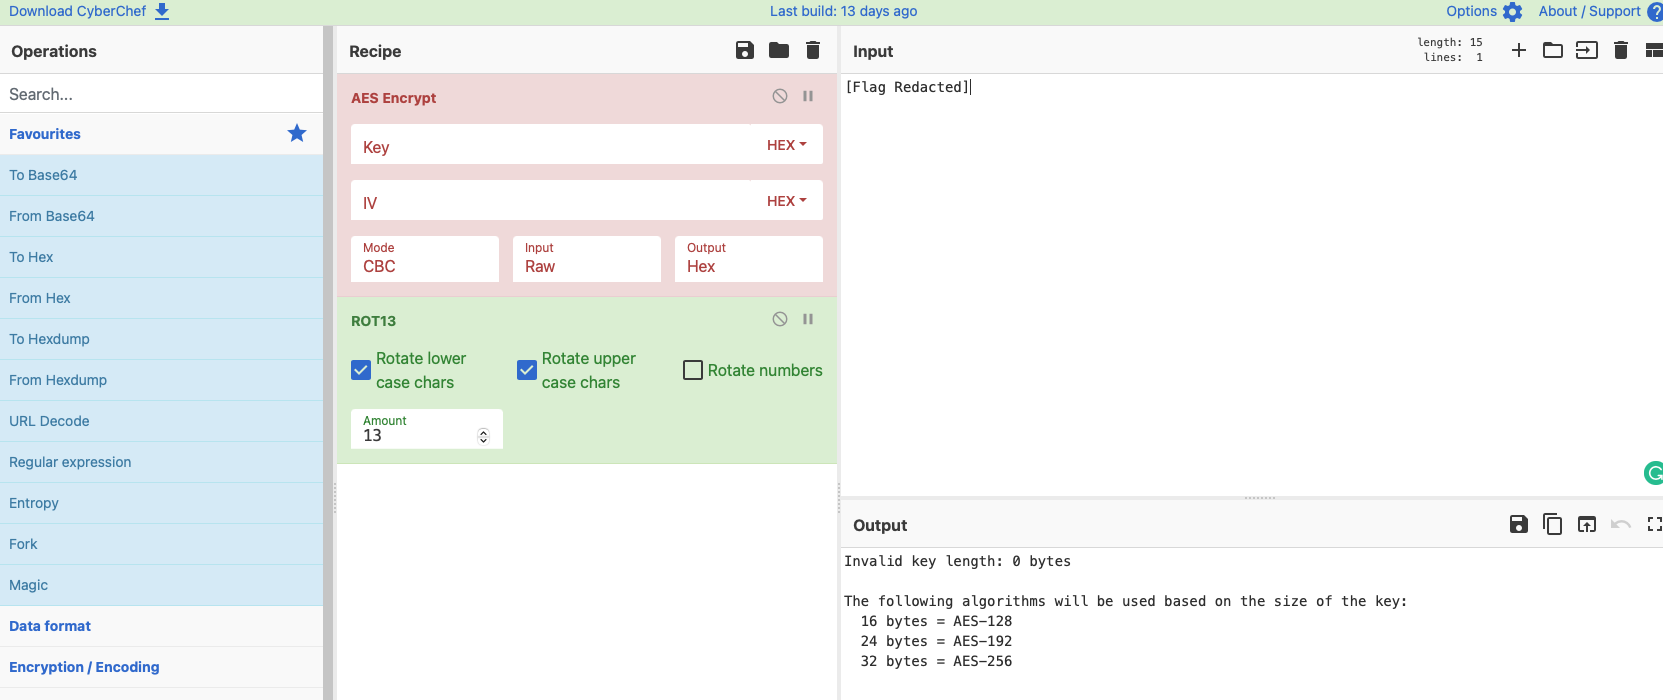 Download CyberChef
Last build: 13 days ago
Options
About / Support
Operations
Search...
Favourites
To Base64
From Base64
To Hex
From Hex
To Hexdump
From Hexdump
URL Decode
Regular expression
Entropy
Fork
Magic
Data format
Encryption / Encoding
Recipe
AES Encrypt
Key
HEX
IV
HEX
Mode
CBC
Input
Raw
Output
Hex
ROT13
Rotate lower
case chars
Rotate upper
case chars
Rotate numbers
Amount
13
Input
length: 15
lines: 1
[Flag Redacted]
Output
Invalid key length: 0 bytes
The following algorithms will be used based on the size of the key:
16 bytes = AES-128
24 bytes = AES-192
32 bytes = AES-256